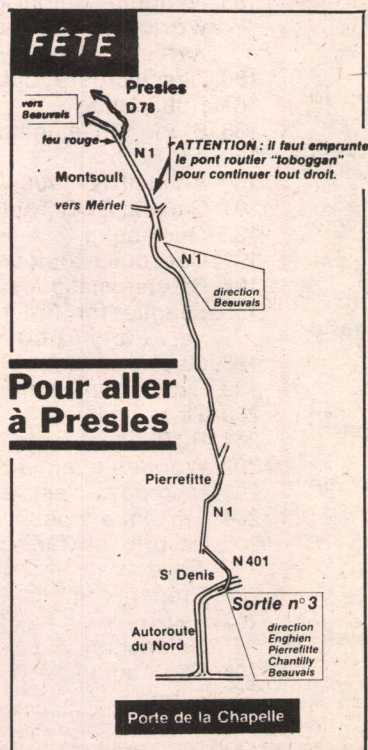 FÊTE
vers
Beauvais
Presles
D 78
feu rouge
N 1
ATTENTION : il faut emprunte
le pont routier "toboggan"
pour continuer tout droit.
Montsoult
vers Mériel
N 1
direction
Beauvais
Pour aller
à Presles
Pierrefitte
N 1
N 401
St Denis
Sortie n° 3
direction
Enghien
Pierrefitte
Chantilly
Beauvais
Autoroute
du Nord
Porte de la Chapelle